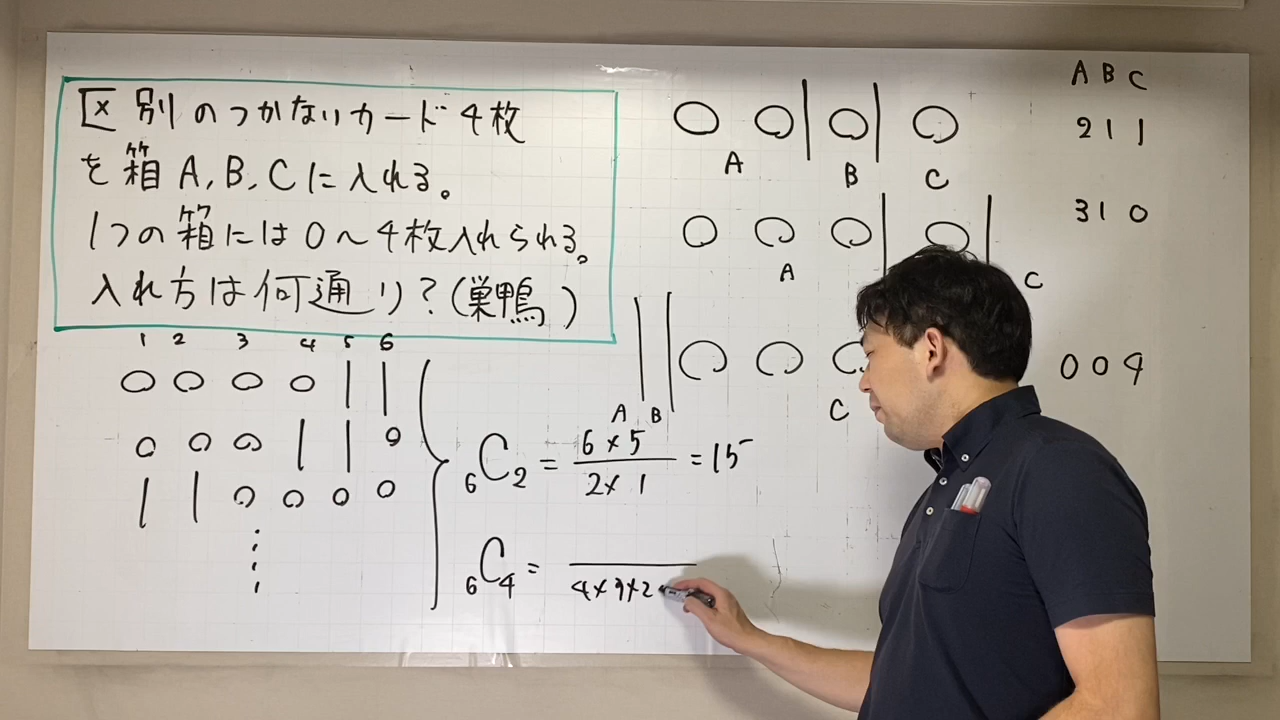 区別のつかないカード4枚
を箱A,B,Cに入れる。
1つの箱には0～4枚入れられる。
入れ方は何通り?(巣鴨)
1 2 3 4 5 6
○ ○ ○ ○ | |
○ ○ ○ | | ○
| | ○ ○ ○ ○
⋮
6C2 = 6×5 / 2×1 = 15
6C4 = / 4×3×2
○ ○ | ○ | ○
A B C
○ ○ ○ | ○ |
A C
| | ○ ○ ○
A B C
A B C
2 1 1
3 1 0
0 0 4